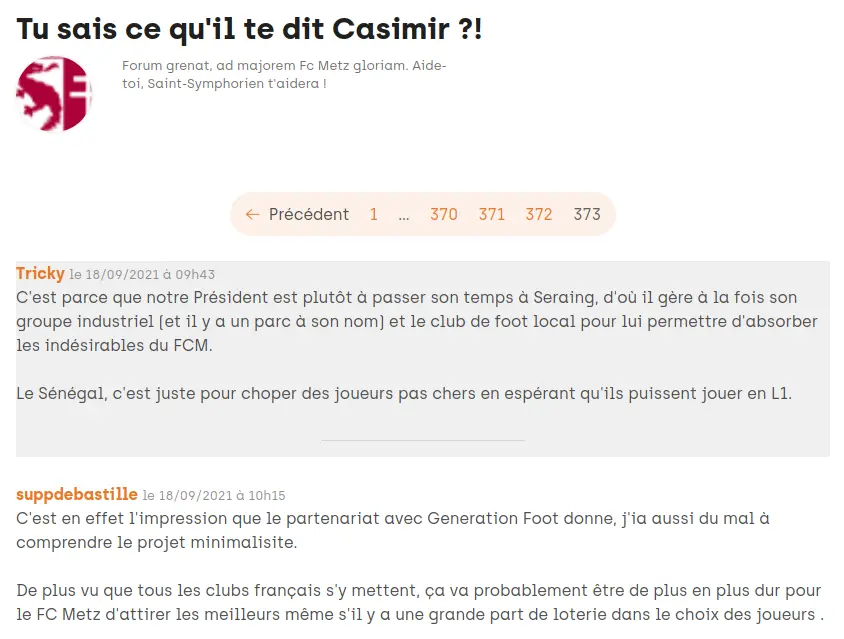 Tu sais ce qu'il te dit Casimir ?!
Forum grenat, ad majorem Fc Metz gloriam. Aide-
toi, Saint-Symphorien t'aidera !
← Précédent 1 ... 370 371 372 373
Tricky le 18/09/2021 à 09h43
C'est parce que notre Président est plutôt à passer son temps à Seraing, d'où il gère à la fois son
groupe industriel (et il y a un parc à son nom) et le club de foot local pour lui permettre d'absorber
les indésirables du FCM.
Le Sénégal, c'est juste pour choper des joueurs pas chers en espérant qu'ils puissent jouer en L1.
suppdebastille le 18/09/2021 à 10h15
C'est en effet l'impression que le partenariat avec Generation Foot donne, j'ia aussi du mal à
comprendre le projet minimalisite.
De plus vu que tous les clubs français s'y mettent, ça va probablement être de plus en plus dur pour
le FC Metz d'attirer les meilleurs même s'il y a une grande part de loterie dans le choix des joueurs .